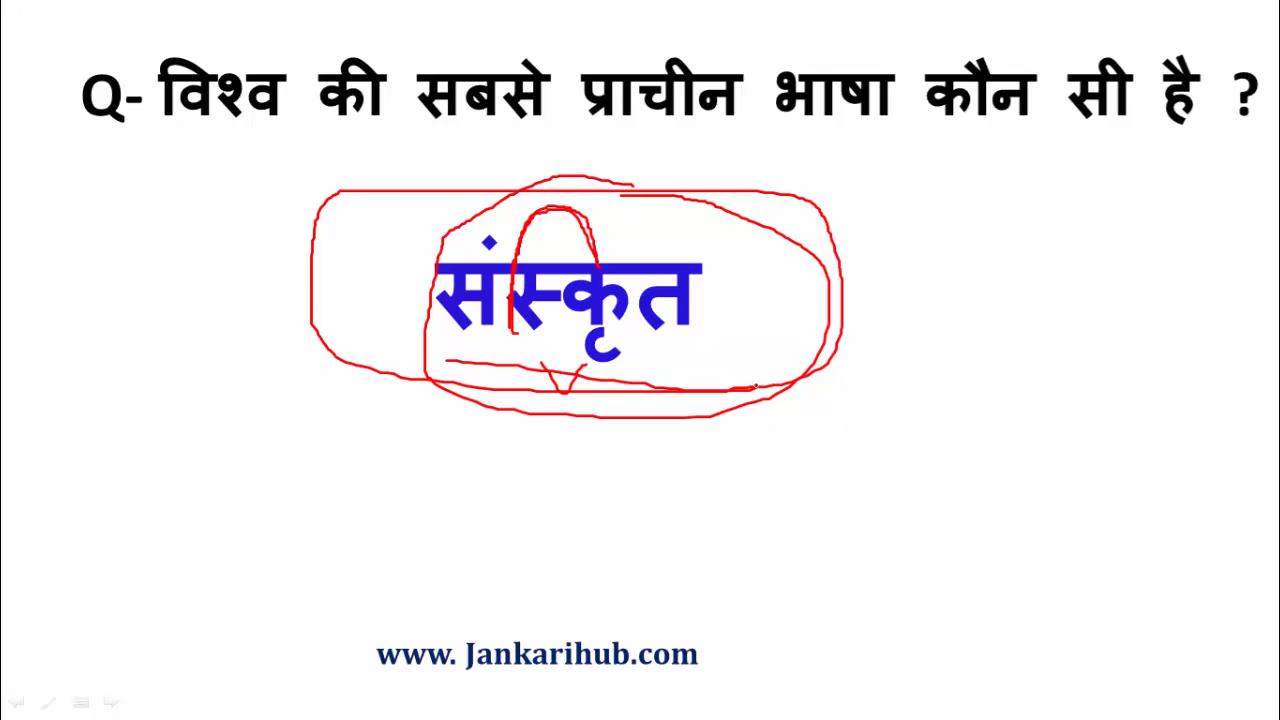 Q- विश्व की सबसे प्राचीन भाषा कौन सी है ?
संस्कृत
www. Jankarihub.com